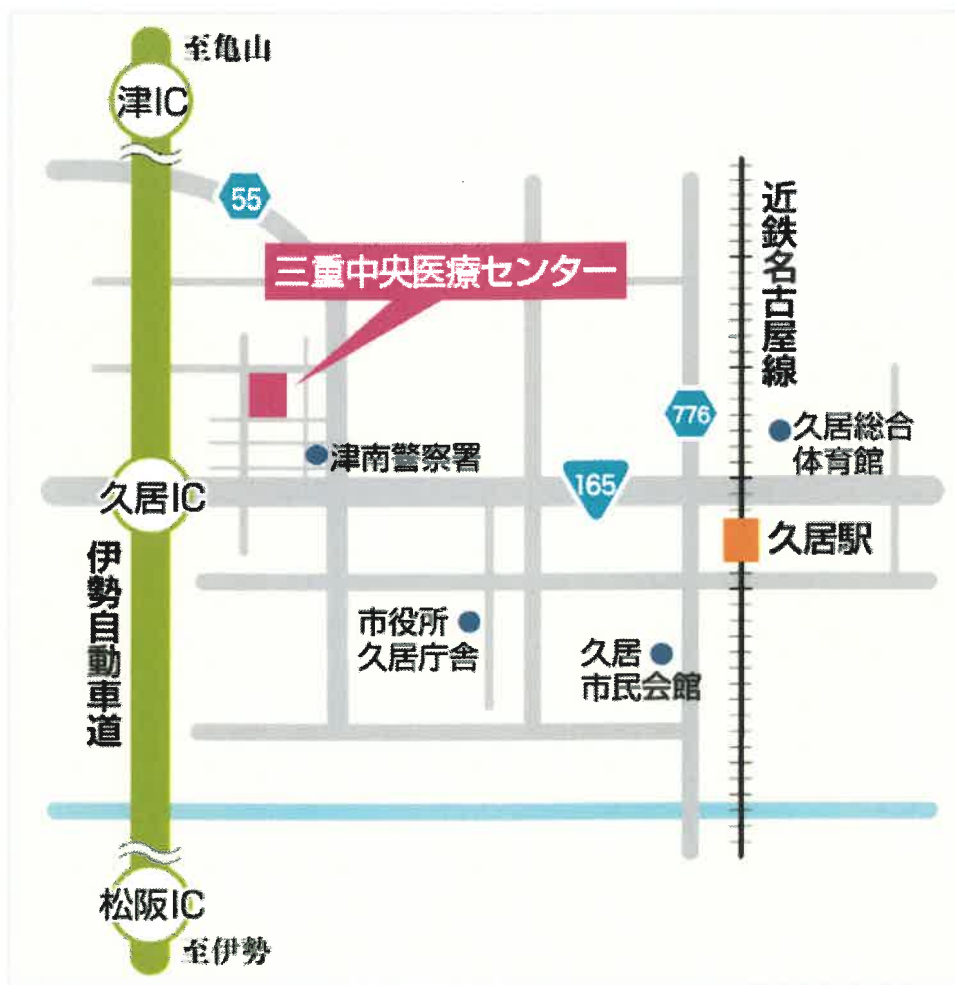 至亀山
津IC
55
三重中央医療センター
近鉄名古屋線
776
久居総合
体育館
津南警察署
165
久居IC
久居駅
伊勢自動車道
市役所
久居庁舎
久居
市民会館
松阪IC
至伊勢